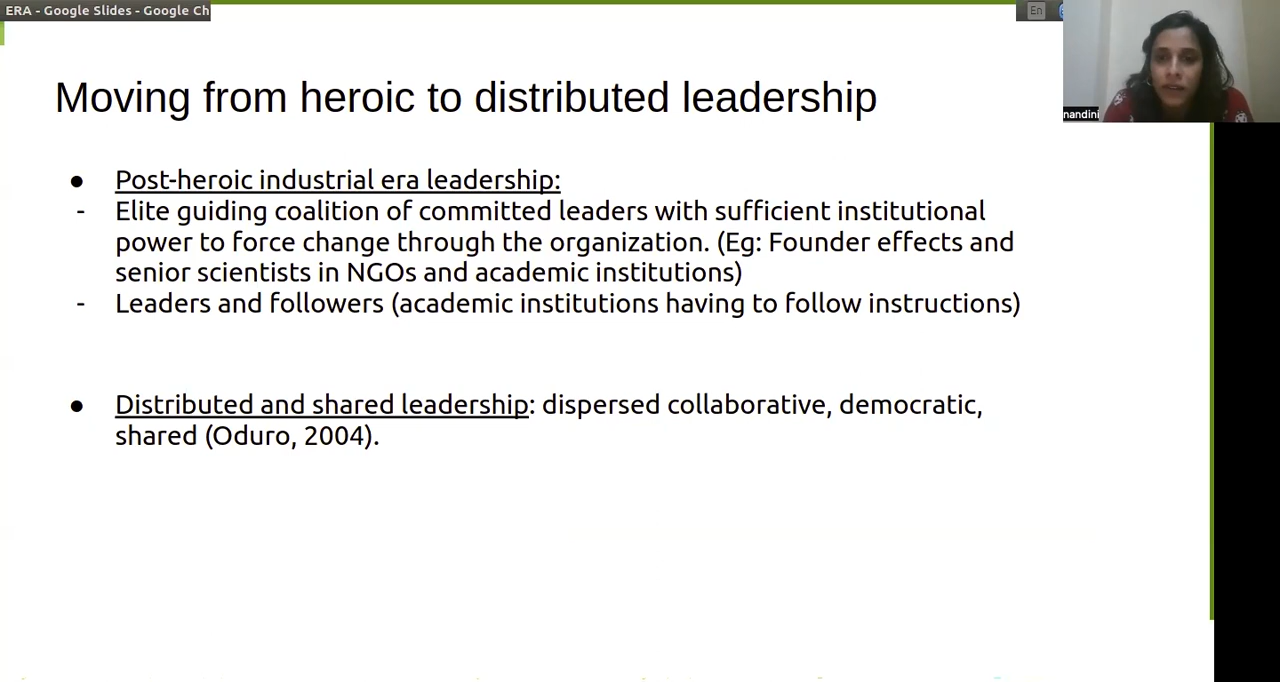 ERA - Google Slides - Google Ch
En
nandini
Moving from heroic to distributed leadership
● Post-heroic industrial era leadership:
- Elite guiding coalition of committed leaders with sufficient institutional
power to force change through the organization. (Eg: Founder effects and
senior scientists in NGOs and academic institutions)
- Leaders and followers (academic institutions having to follow instructions)
● Distributed and shared leadership: dispersed collaborative, democratic,
shared (Oduro, 2004).